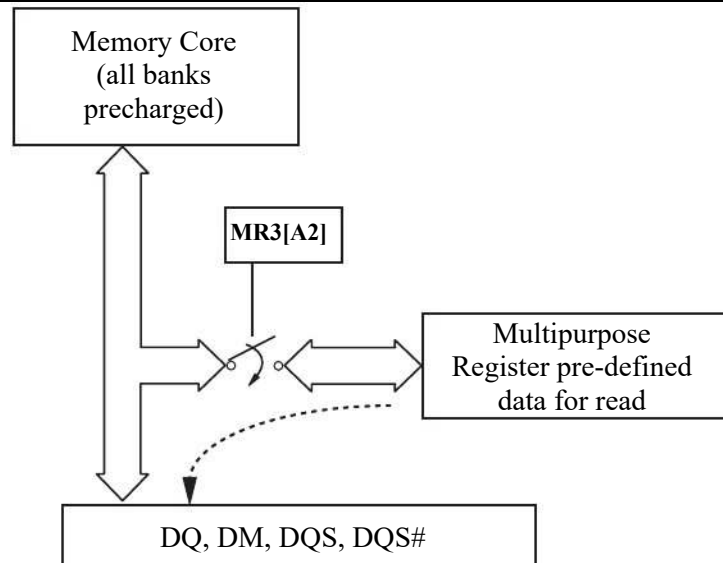 Memory Core
(all banks
precharged)
MR3[A2]
Multipurpose
Register pre-defined
data for read
DQ, DM, DQS, DQS#